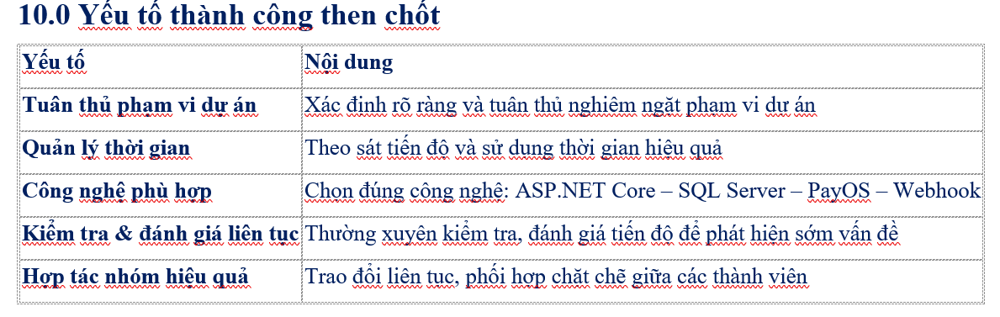 10.0 Yếu tố thành công then chốt
Yếu tố Nội dung
Tuân thủ phạm vi dự án Xác định rõ ràng và tuân thủ nghiêm ngặt phạm vi dự án
Quản lý thời gian Theo sát tiến độ và sử dụng thời gian hiệu quả
Công nghệ phù hợp Chọn đúng công nghệ: ASP.NET Core – SQL Server – PayOS – Webhook
Kiểm tra & đánh giá liên tục Thường xuyên kiểm tra, đánh giá tiến độ để phát hiện sớm vấn đề
Hợp tác nhóm hiệu quả Trao đổi liên tục, phối hợp chặt chẽ giữa các thành viên